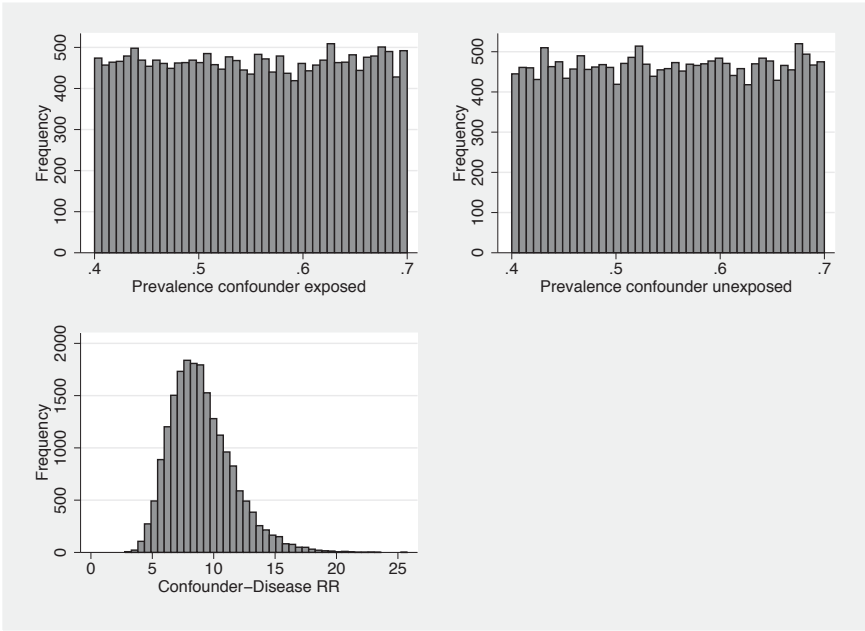 500
400
300
200
100
0
Frequency
.4 .5 .6 .7
Prevalence confounder exposed
500
400
300
200
100
0
Frequency
.4 .5 .6 .7
Prevalence confounder unexposed
2000
1500
1000
500
0
Frequency
0 5 10 15 20 25
Confounder–Disease RR